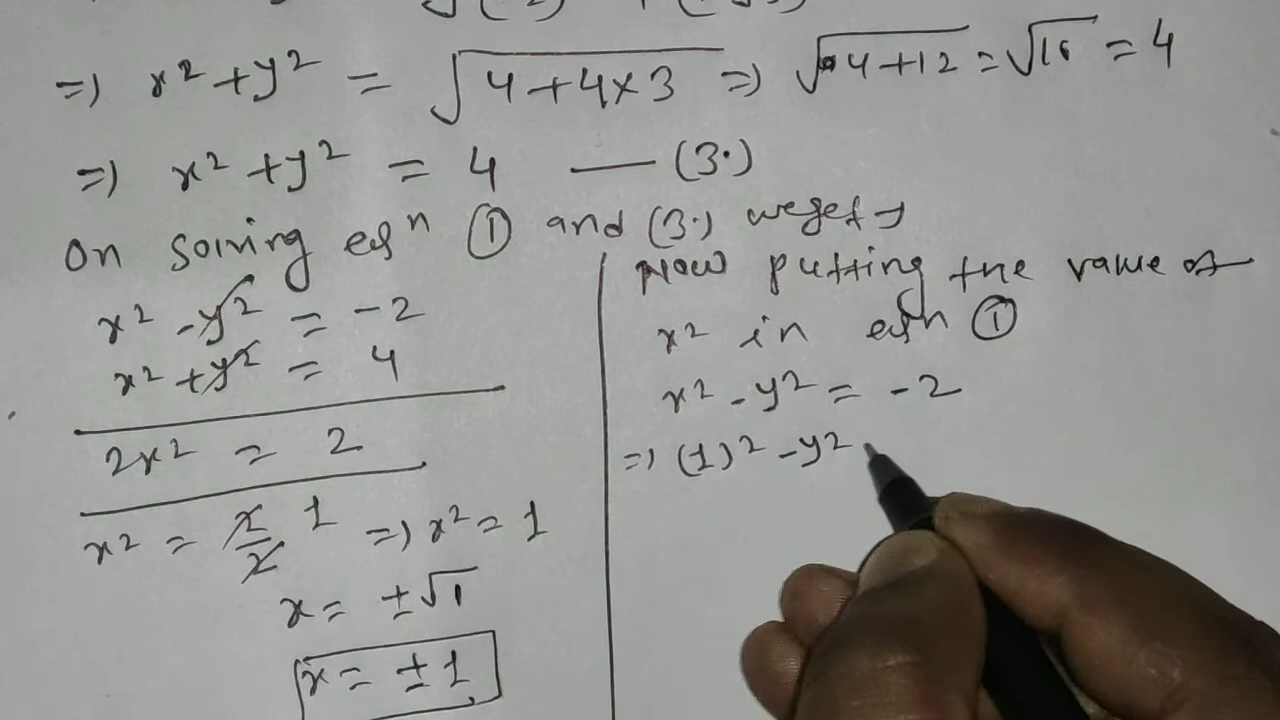 =) x² + y² = √4+4×3 =) √4+12 = √16 = 4
=) x² + y² = 4 — (3.)
On solving eqn ① and (3.) we get
x² - y² = -2
x² + y² = 4
2x² = 2
x² = 2/2 1 =) x² = 1
x = ±√1
x = ±1
Now putting the value of
x² in eqn ①
x² - y² = -2
=) (1)² - y²